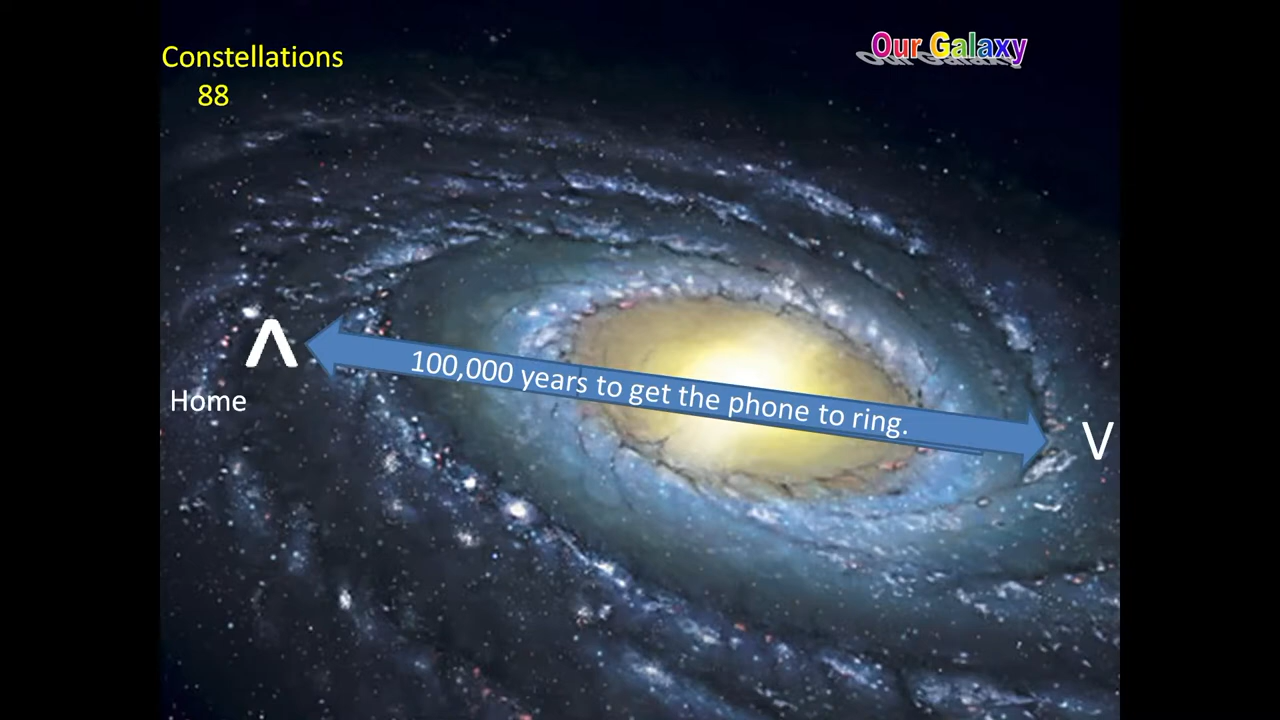 Constellations
88
Our Galaxy
Λ
100,000 years to get the phone to ring.
Home
V